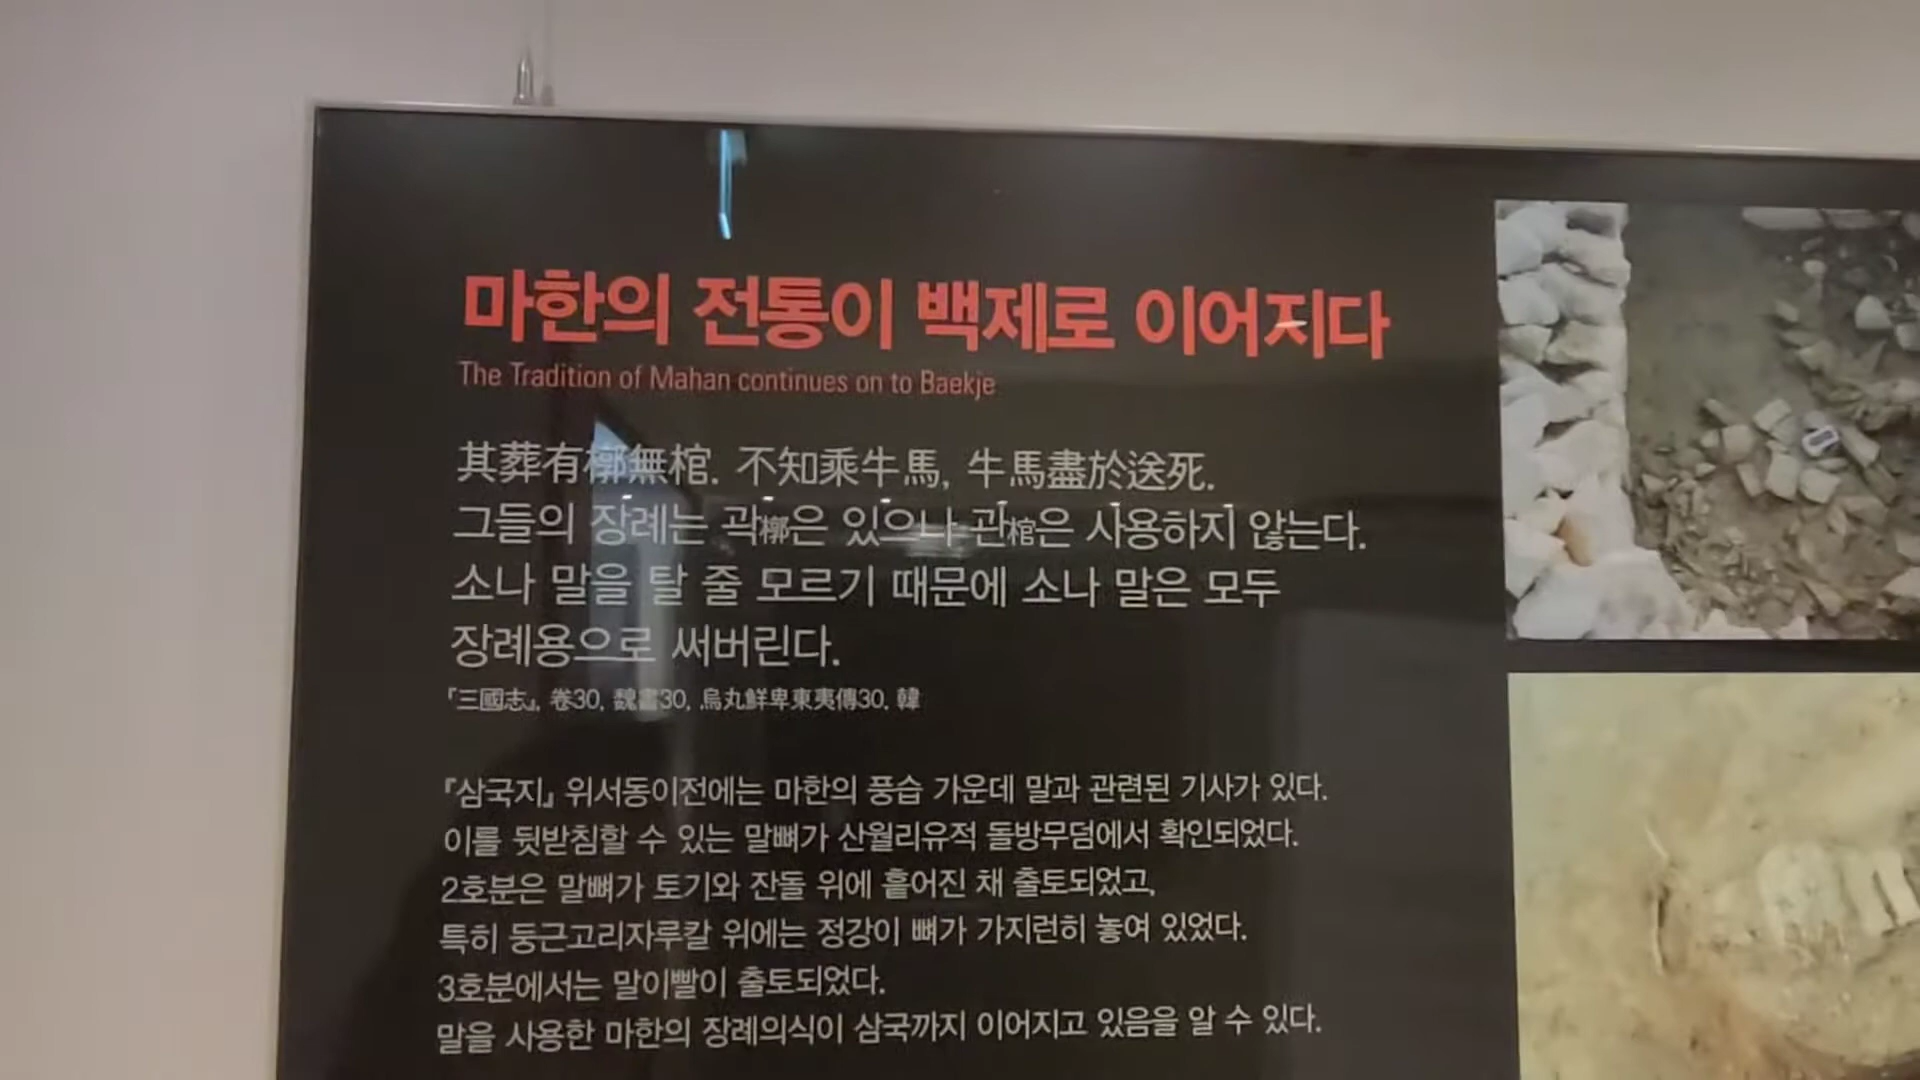 마한의 전통이 백제로 이어지다
The Tradition of Mahan continues on to Baekje
其葬有槨無棺. 不知乘牛馬, 牛馬盡於送死.
그들의 장례는 곽槨은 있으나 관棺은 사용하지 않는다.
소나 말을 탈 줄 모르기 때문에 소나 말은 모두
장례용으로 써버린다.
『三國志』, 卷30, 魏書30, 烏丸鮮卑東夷傳30, 韓
『삼국지』 위서동이전에는 마한의 풍습 가운데 말과 관련된 기사가 있다.
이를 뒷받침할 수 있는 말뼈가 산월리유적 돌방무덤에서 확인되었다.
2호분은 말뼈가 토기와 잔돌 위에 흩어진 채 출토되었고,
특히 둥근고리자루칼 위에는 정강이 뼈가 가지런히 놓여 있었다.
3호분에서는 말이빨이 출토되었다.
말을 사용한 마한의 장례의식이 삼국까지 이어지고 있음을 알 수 있다.